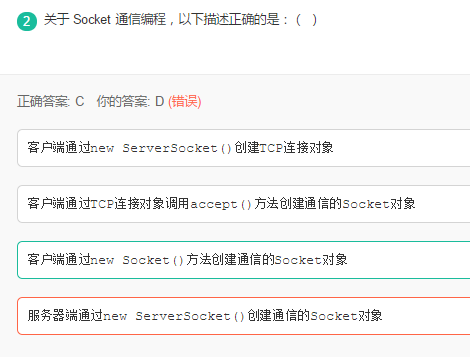 2 关于 Socket 通信编程，以下描述正确的是：（ ）
正确答案: C 你的答案: D (错误)
客户端通过new ServerSocket()创建TCP连接对象
客户端通过TCP连接对象调用accept()方法创建通信的Socket对象
客户端通过new Socket()方法创建通信的Socket对象
服务器端通过new ServerSocket()创建通信的Socket对象